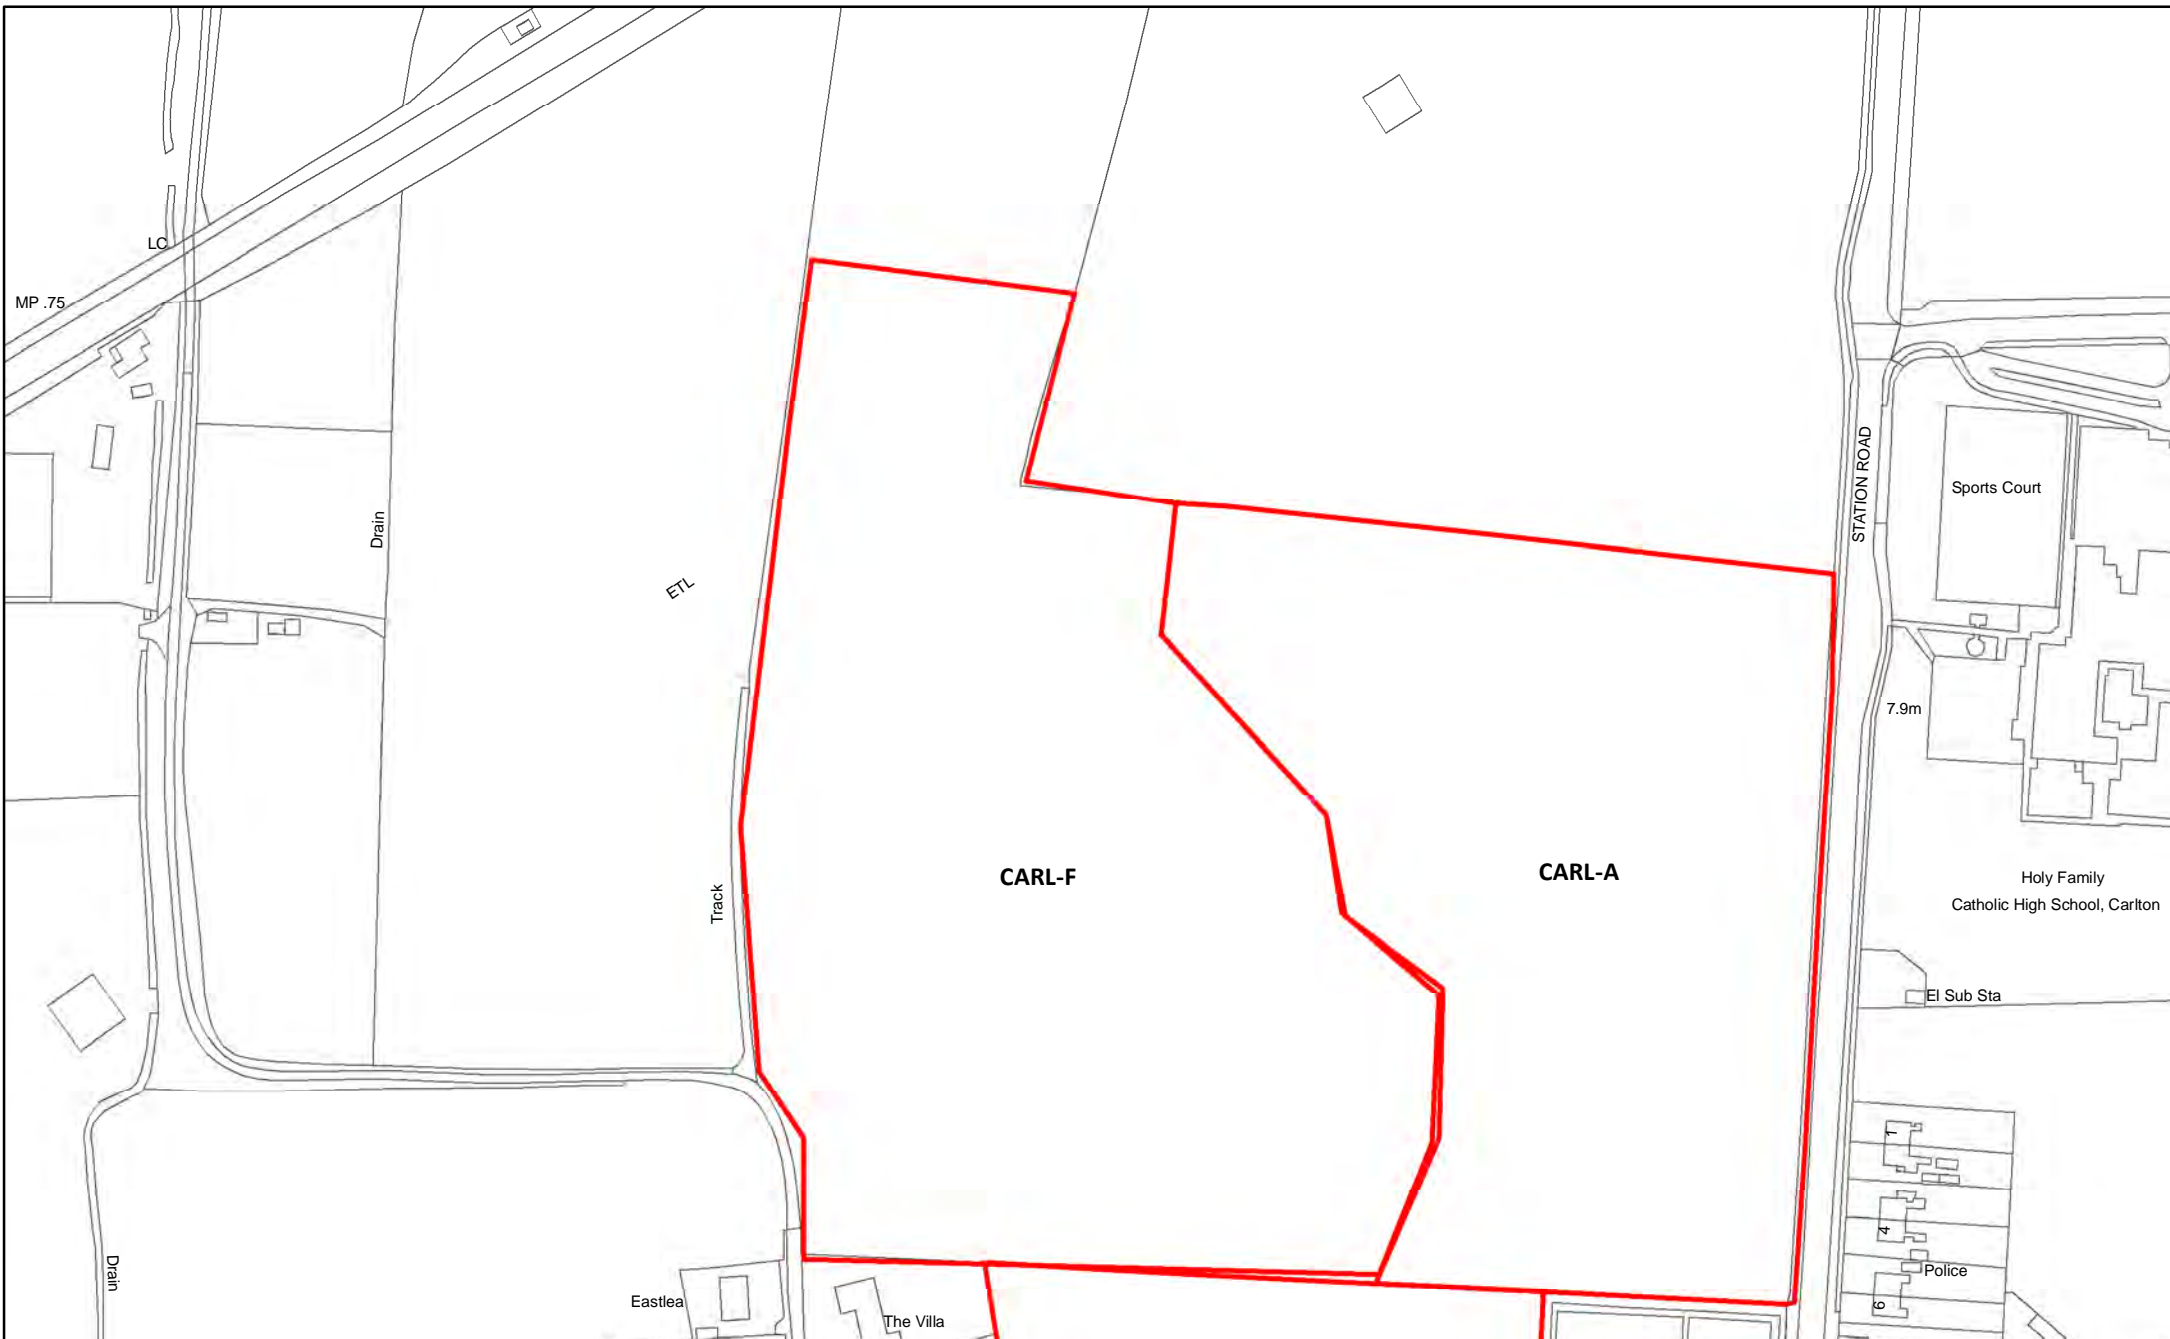 LC
MP .75
STATION ROAD
Sports Court
Drain
ETL
7.9m
CARL-F
CARL-A
Track
Holy Family
Catholic High School, Carlton
El Sub Sta
1
4
Drain
Police
Eastlea
6
The Villa